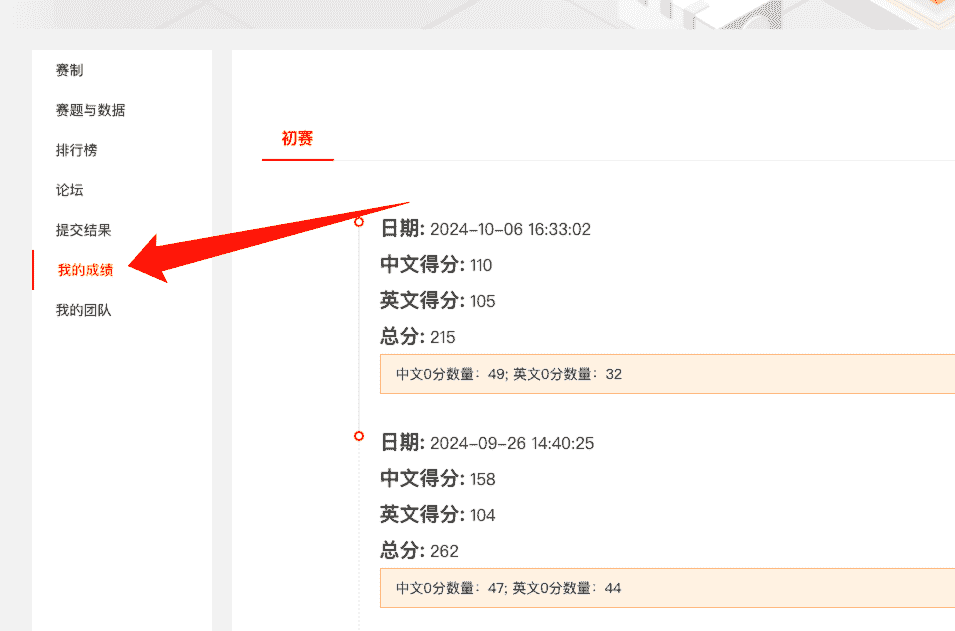 赛制
赛题与数据
排行榜
论坛
提交结果
我的成绩
我的团队
初赛
日期: 2024-10-06 16:33:02
中文得分: 110
英文得分: 105
总分: 215
中文0分数量：49; 英文0分数量：32
日期: 2024-09-26 14:40:25
中文得分: 158
英文得分: 104
总分: 262
中文0分数量：47; 英文0分数量：44